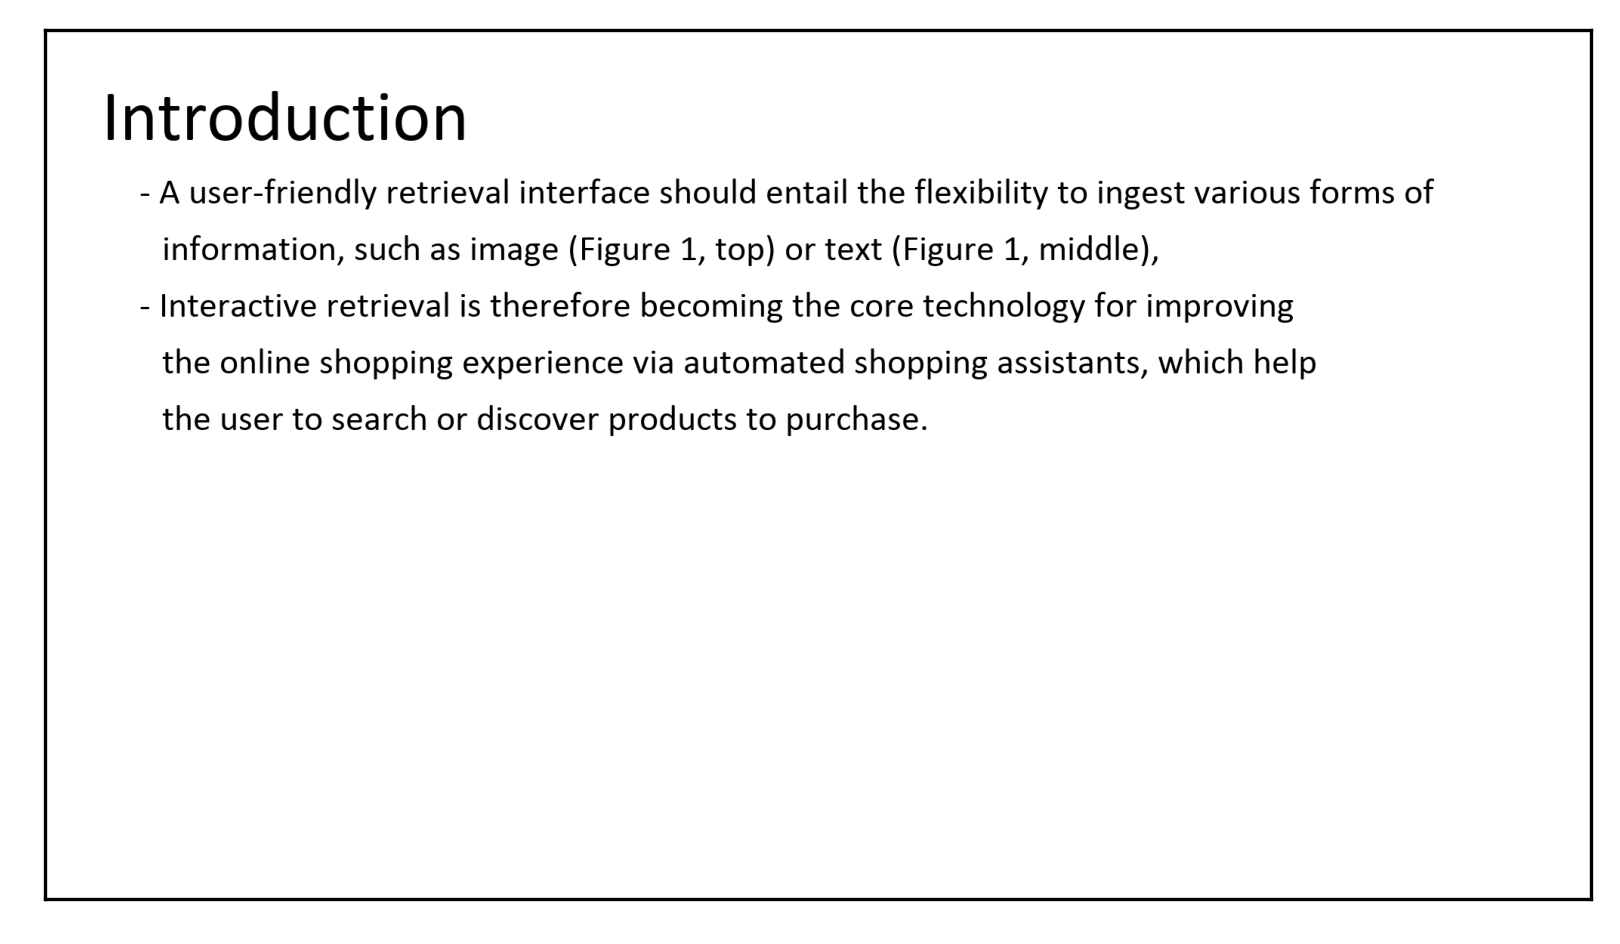 Introduction
- A user-friendly retrieval interface should entail the flexibility to ingest various forms of
information, such as image (Figure 1, top) or text (Figure 1, middle),
- Interactive retrieval is therefore becoming the core technology for improving
the online shopping experience via automated shopping assistants, which help
the user to search or discover products to purchase.